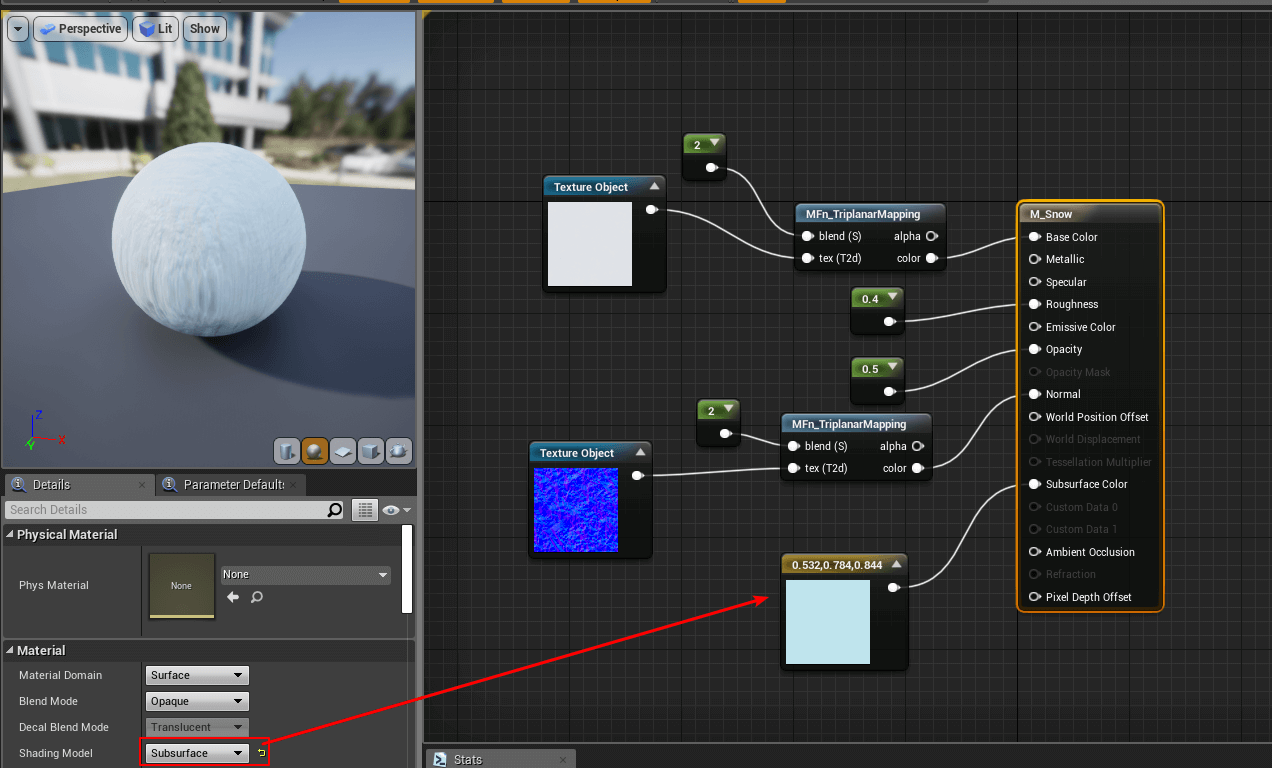 Perspective
Lit
Show
Z
X
Y
Details
Parameter Defaults
Search Details
Physical Material
Phys Material
None
None
Material
Material Domain
Surface
Blend Mode
Opaque
Decal Blend Mode
Translucent
Shading Model
Subsurface
2
Texture Object
MFn_TriplanarMapping
blend (S)
alpha
tex (T2d)
color
0.4
0.5
2
Texture Object
MFn_TriplanarMapping
blend (S)
alpha
tex (T2d)
color
0.532,0.784,0.844
M_Snow
Base Color
Metallic
Specular
Roughness
Emissive Color
Opacity
Opacity Mask
Normal
World Position Offset
World Displacement
Tessellation Multiplier
Subsurface Color
Custom Data 0
Custom Data 1
Ambient Occlusion
Refraction
Pixel Depth Offset
Stats